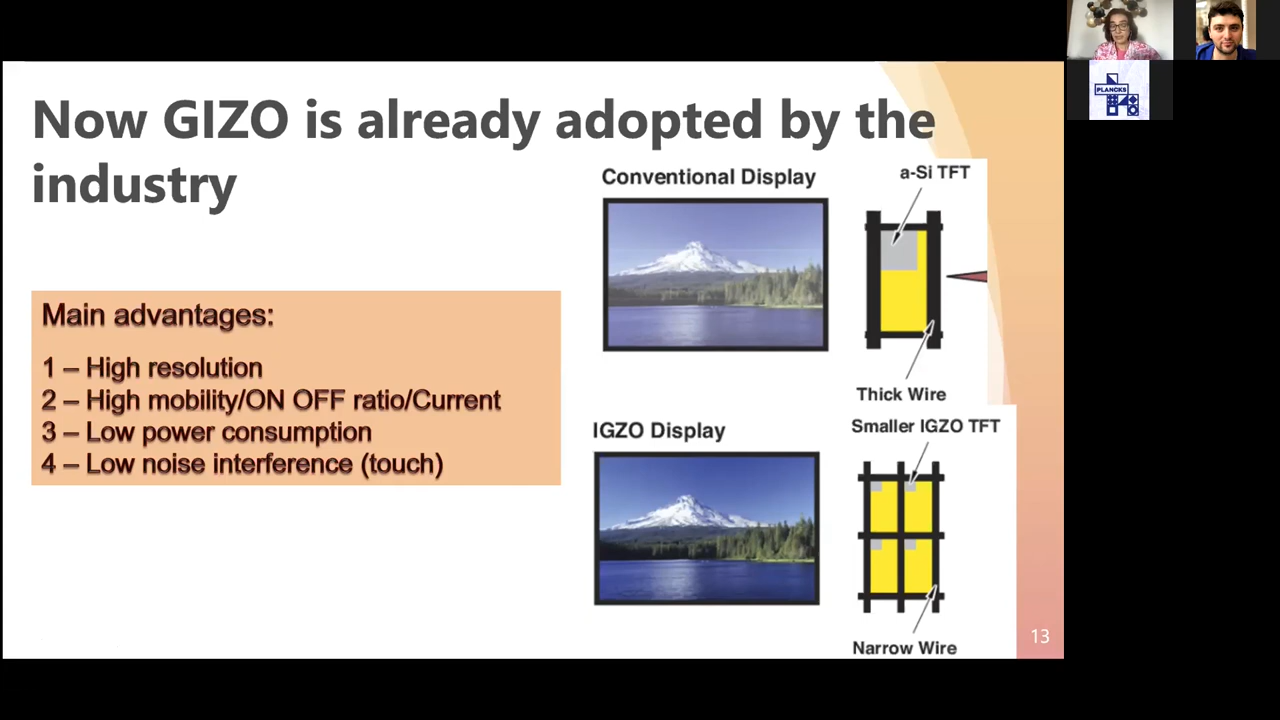 Now GIZO is already adopted by the
industry
Conventional Display
a-Si TFT
Thick Wire
Main advantages:
1 – High resolution
2 – High mobility/ON OFF ratio/Current
3 – Low power consumption
4 – Low noise interference (touch)
IGZO Display
Smaller IGZO TFT
Narrow Wire
13
PLANCKS